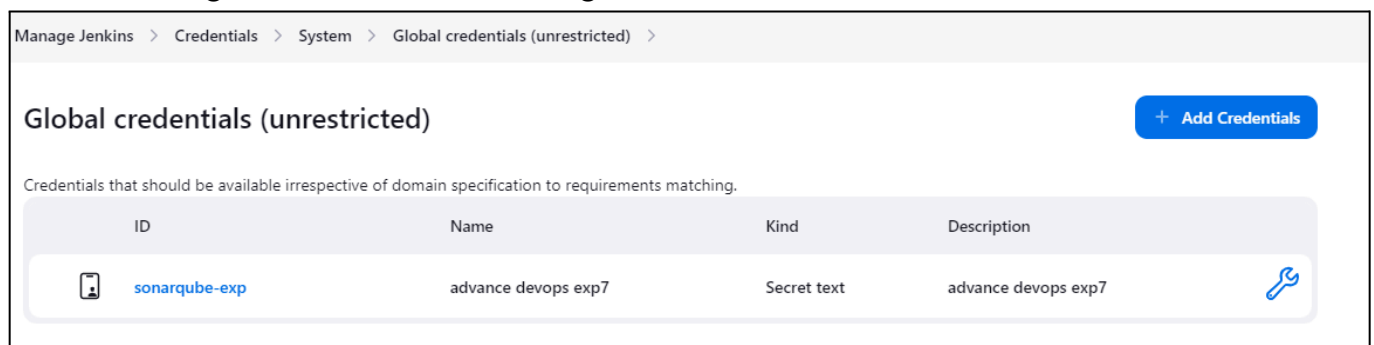 Manage Jenkins > Credentials > System > Global credentials (unrestricted) >
Global credentials (unrestricted)
+ Add Credentials
Credentials that should be available irrespective of domain specification to requirements matching.
ID Name Kind Description
sonarqube-exp advance devops exp7 Secret text advance devops exp7